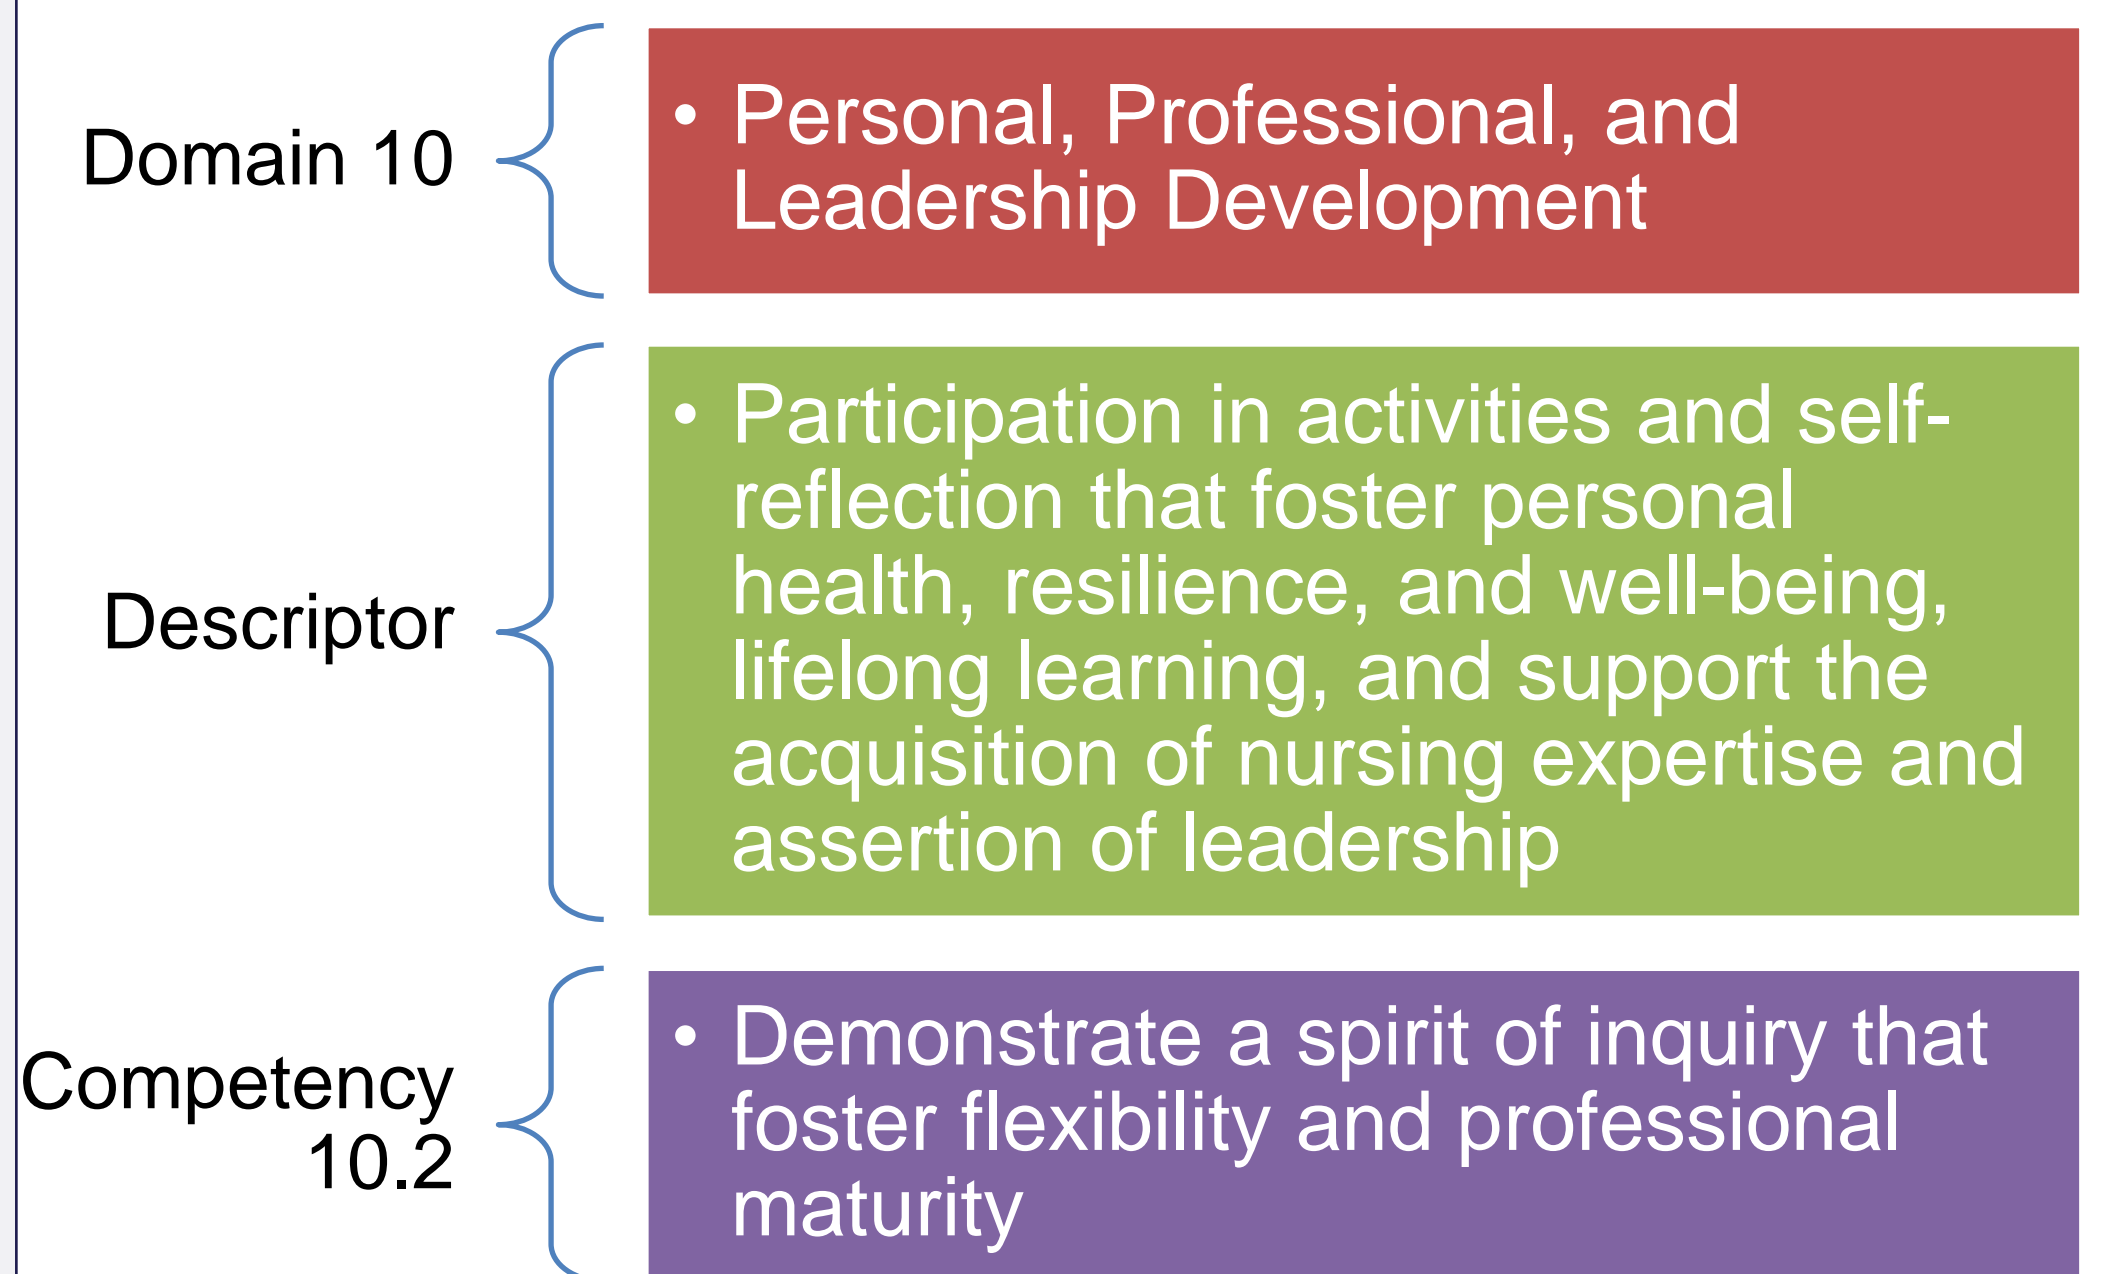 Domain 10
• Personal, Professional, and
Leadership Development
Descriptor
• Participation in activities and self-
reflection that foster personal
health, resilience, and well-being,
lifelong learning, and support the
acquisition of nursing expertise and
assertion of leadership
Competency
10.2
• Demonstrate a spirit of inquiry that
foster flexibility and professional
maturity